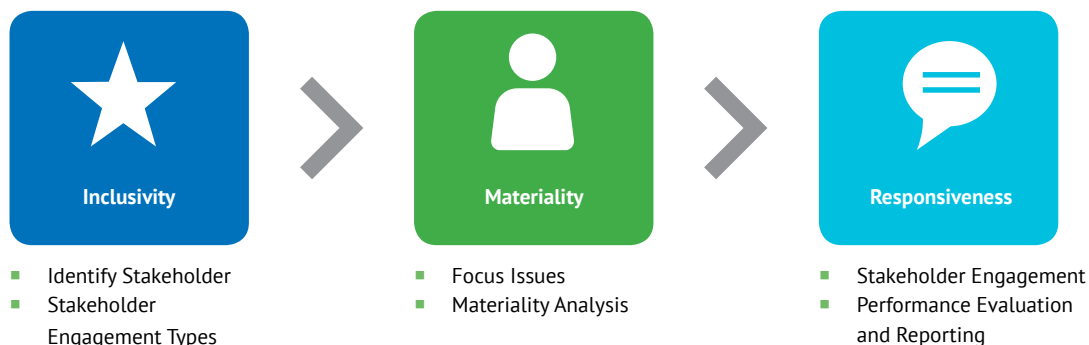 Inclusivity
Identify Stakeholder
Stakeholder
Engagement Types
Materiality
Focus Issues
Materiality Analysis
Responsiveness
Stakeholder Engagement
Performance Evaluation
and Reporting